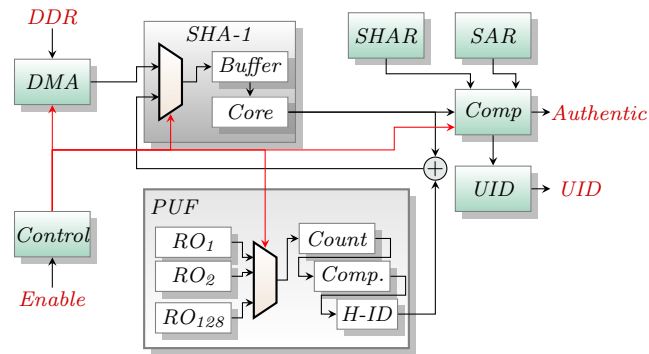 DDR
SHA-1
SHAR
SAR
DMA
Buffer
Core
Comp
Authentic
UID
UID
Control
Enable
PUF
RO1
RO2
RO128
Count
Comp.
H-ID
+